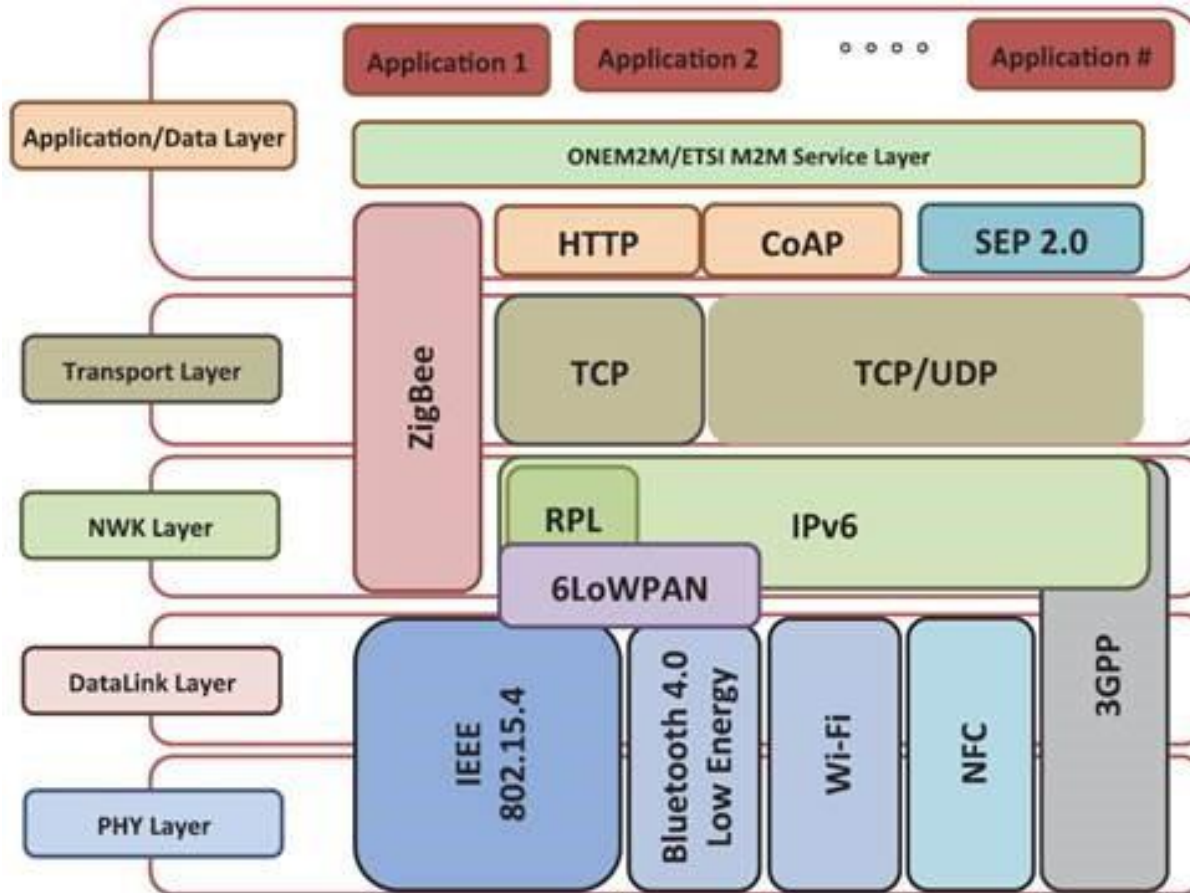 Application 1
Application 2
Application #
Application/Data Layer
ONEM2M/ETSI M2M Service Layer
HTTP
CoAP
SEP 2.0
Transport Layer
ZigBee
TCP
TCP/UDP
NWK Layer
RPL
IPv6
6LoWPAN
DataLink Layer
IEEE
802.15.4
Bluetooth 4.0
Low Energy
Wi-Fi
NFC
3GPP
PHY Layer